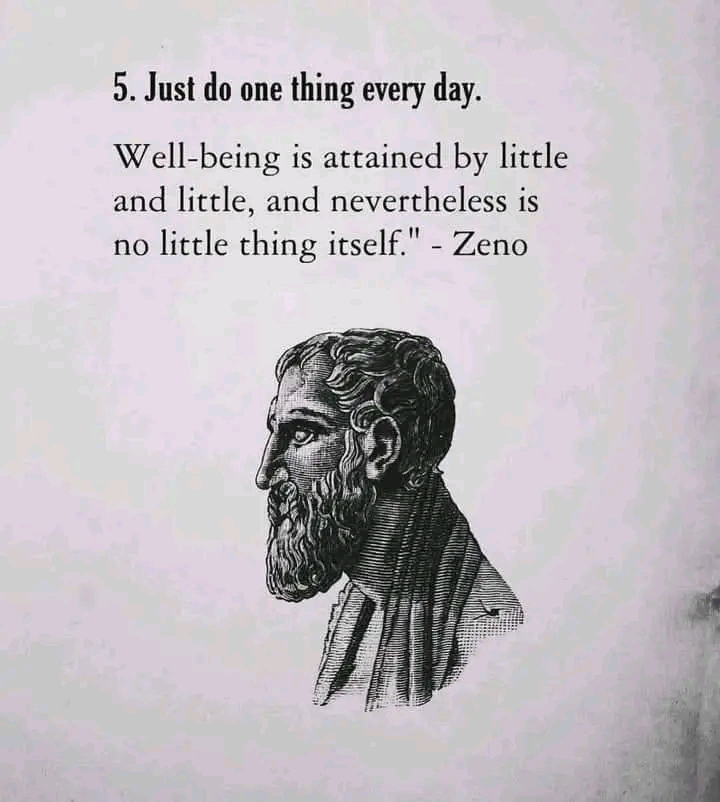 5. Just do one thing every day.
Well-being is attained by little
and little, and nevertheless is
no little thing itself." - Zeno